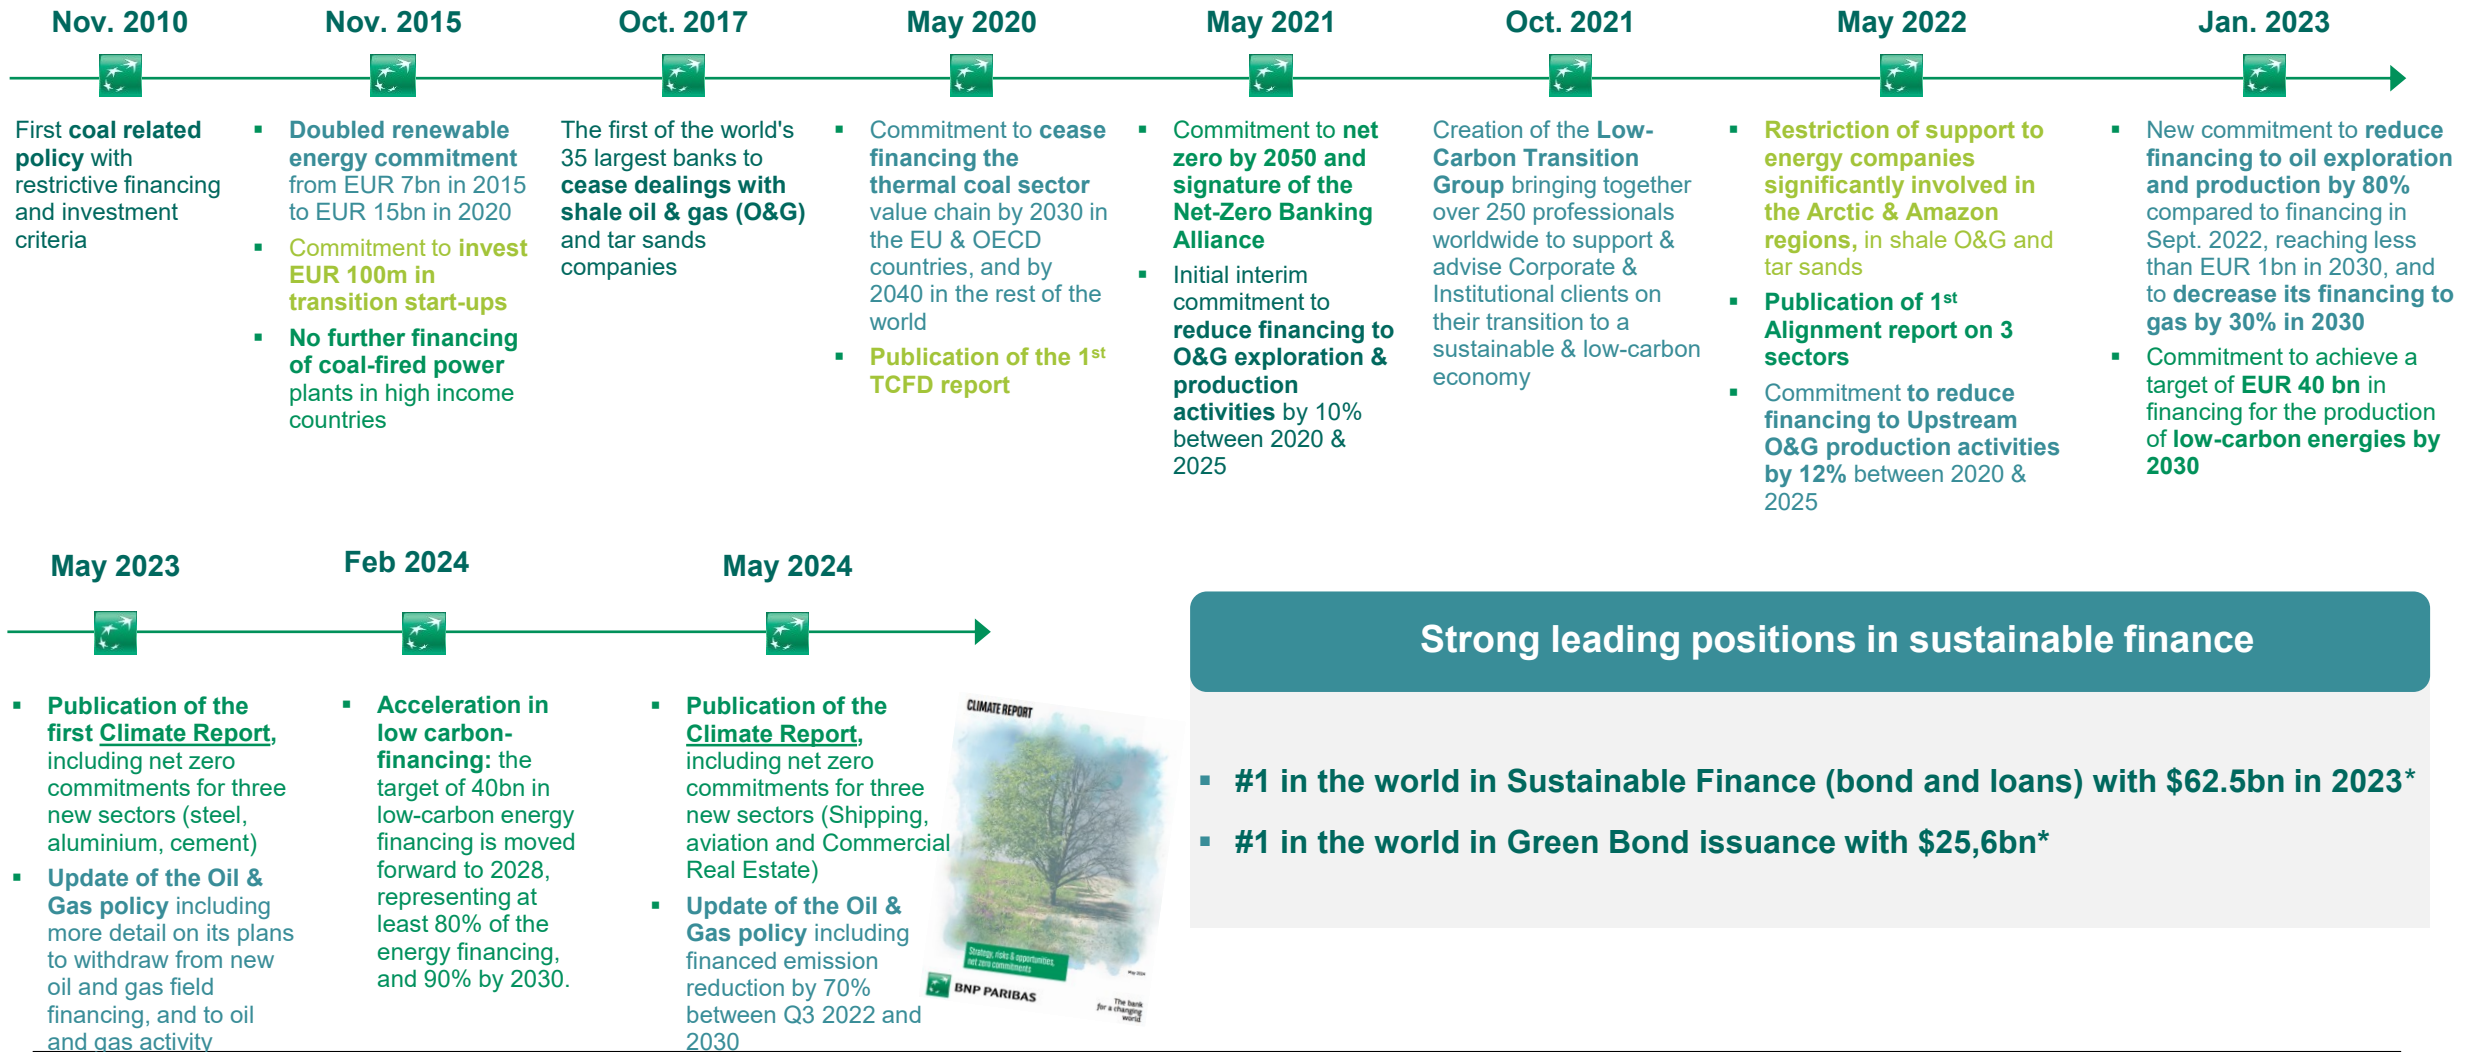 Nov. 2010
Nov. 2015
Oct. 2017
May 2020
May 2021
Oct. 2021
May 2022
Jan. 2023
First coal related
policy with
restrictive financing
and investment
criteria
▪ Doubled renewable
energy commitment
from EUR 7bn in 2015
to EUR 15bn in 2020
▪ Commitment to invest
EUR 100m in
transition start-ups
▪ No further financing
of coal-fired power
plants in high income
countries
The first of the world's
35 largest banks to
cease dealings with
shale oil & gas (O&G)
and tar sands
companies
▪ Commitment to cease
financing the
thermal coal sector
value chain by 2030 in
the EU & OECD
countries, and by
2040 in the rest of the
world
▪ Publication of the 1st
TCFD report
▪ Commitment to net
zero by 2050 and
signature of the
Net-Zero Banking
Alliance
▪ Initial interim
commitment to
reduce financing to
O&G exploration &
production
activities by 10%
between 2020 &
2025
Creation of the Low-
Carbon Transition
Group bringing together
over 250 professionals
worldwide to support &
advise Corporate &
Institutional clients on
their transition to a
sustainable & low-carbon
economy
▪ Restriction of support to
energy companies
significantly involved in
the Arctic & Amazon
regions, in shale O&G and
tar sands
▪ Publication of 1st
Alignment report on 3
sectors
▪ Commitment to reduce
financing to Upstream
O&G production activities
by 12% between 2020 &
2025
▪ New commitment to reduce
financing to oil exploration
and production by 80%
compared to financing in
Sept. 2022, reaching less
than EUR 1bn in 2030, and
to decrease its financing to
gas by 30% in 2030
▪ Commitment to achieve a
target of EUR 40 bn in
financing for the production
of low-carbon energies by
2030
May 2023
Feb 2024
May 2024
▪ Publication of the
first Climate Report,
including net zero
commitments for three
new sectors (steel,
aluminium, cement)
▪ Update of the Oil &
Gas policy including
more detail on its plans
to withdraw from new
oil and gas field
financing, and to oil
and gas activity
▪ Acceleration in
low carbon-
financing: the
target of 40bn in
low-carbon energy
financing is moved
forward to 2028,
representing at
least 80% of the
energy financing,
and 90% by 2030.
▪ Publication of the
Climate Report,
including net zero
commitments for three
new sectors (Shipping,
aviation and Commercial
Real Estate)
▪ Update of the Oil &
Gas policy including
financed emission
reduction by 70%
between Q3 2022 and
2030
CLIMATE REPORT
Strategy, risks & opportunities,
net zero commitments
May 2024
BNP PARIBAS
The bank
for a changing
world
Strong leading positions in sustainable finance
▪ #1 in the world in Sustainable Finance (bond and loans) with $62.5bn in 2023*
▪ #1 in the world in Green Bond issuance with $25,6bn*